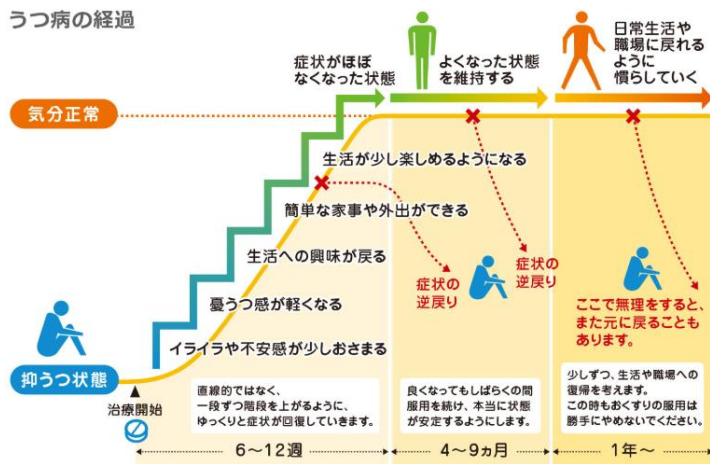 うつ病の経過
症状がほぼ
なくなった状態
よくなった状態
を維持する
日常生活や
職場に戻れる
ように
慣らしていく
気分正常
生活が少し楽しめるようになる
簡単な家事や外出ができる
生活への興味が戻る
憂うつ感が軽くなる
イライラや不安感が少しおさまる
症状の
逆戻り
症状の
逆戻り
ここで無理をすると、
また元に戻ることも
あります。
抑うつ状態
治療開始
直線的ではなく、
一段ずつ階段を上がるように、
ゆっくりと症状が回復していきます。
良くなってもしばらくの間
服用を続け、本当に状態
が安定するようにします。
少しずつ、生活や職場への
復帰を考えます。
この時もおくすりの服用は
勝手にやめないでください。
6〜12週
4〜9ヵ月
1年〜